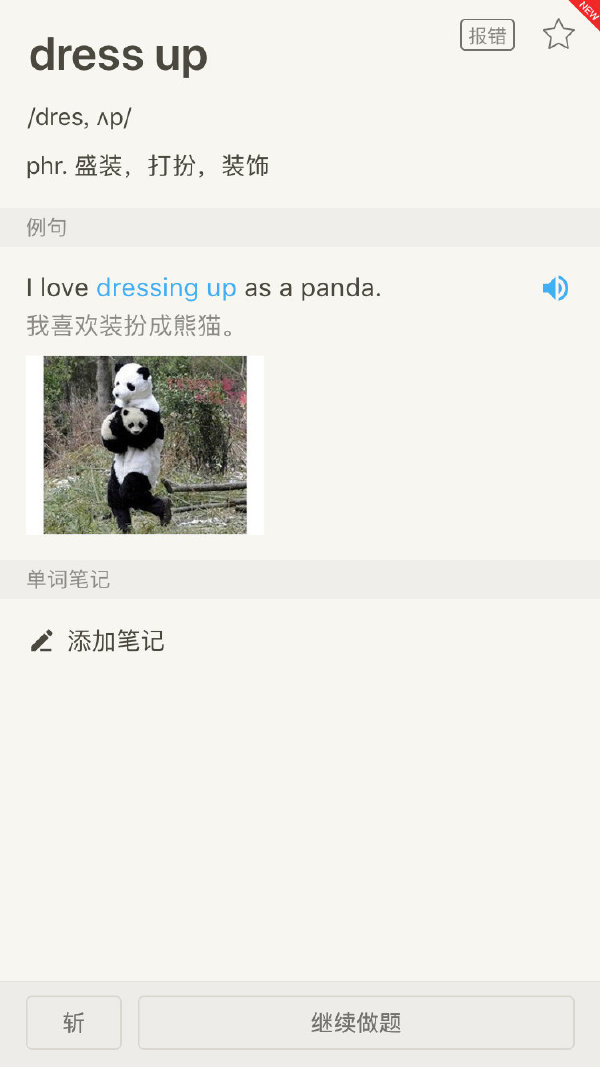 NEW
报错
dress up
/dres, ʌp/
phr. 盛装，打扮，装饰
例句
I love dressing up as a panda.
我喜欢装扮成熊猫。
单词笔记
添加笔记
斩
继续做题